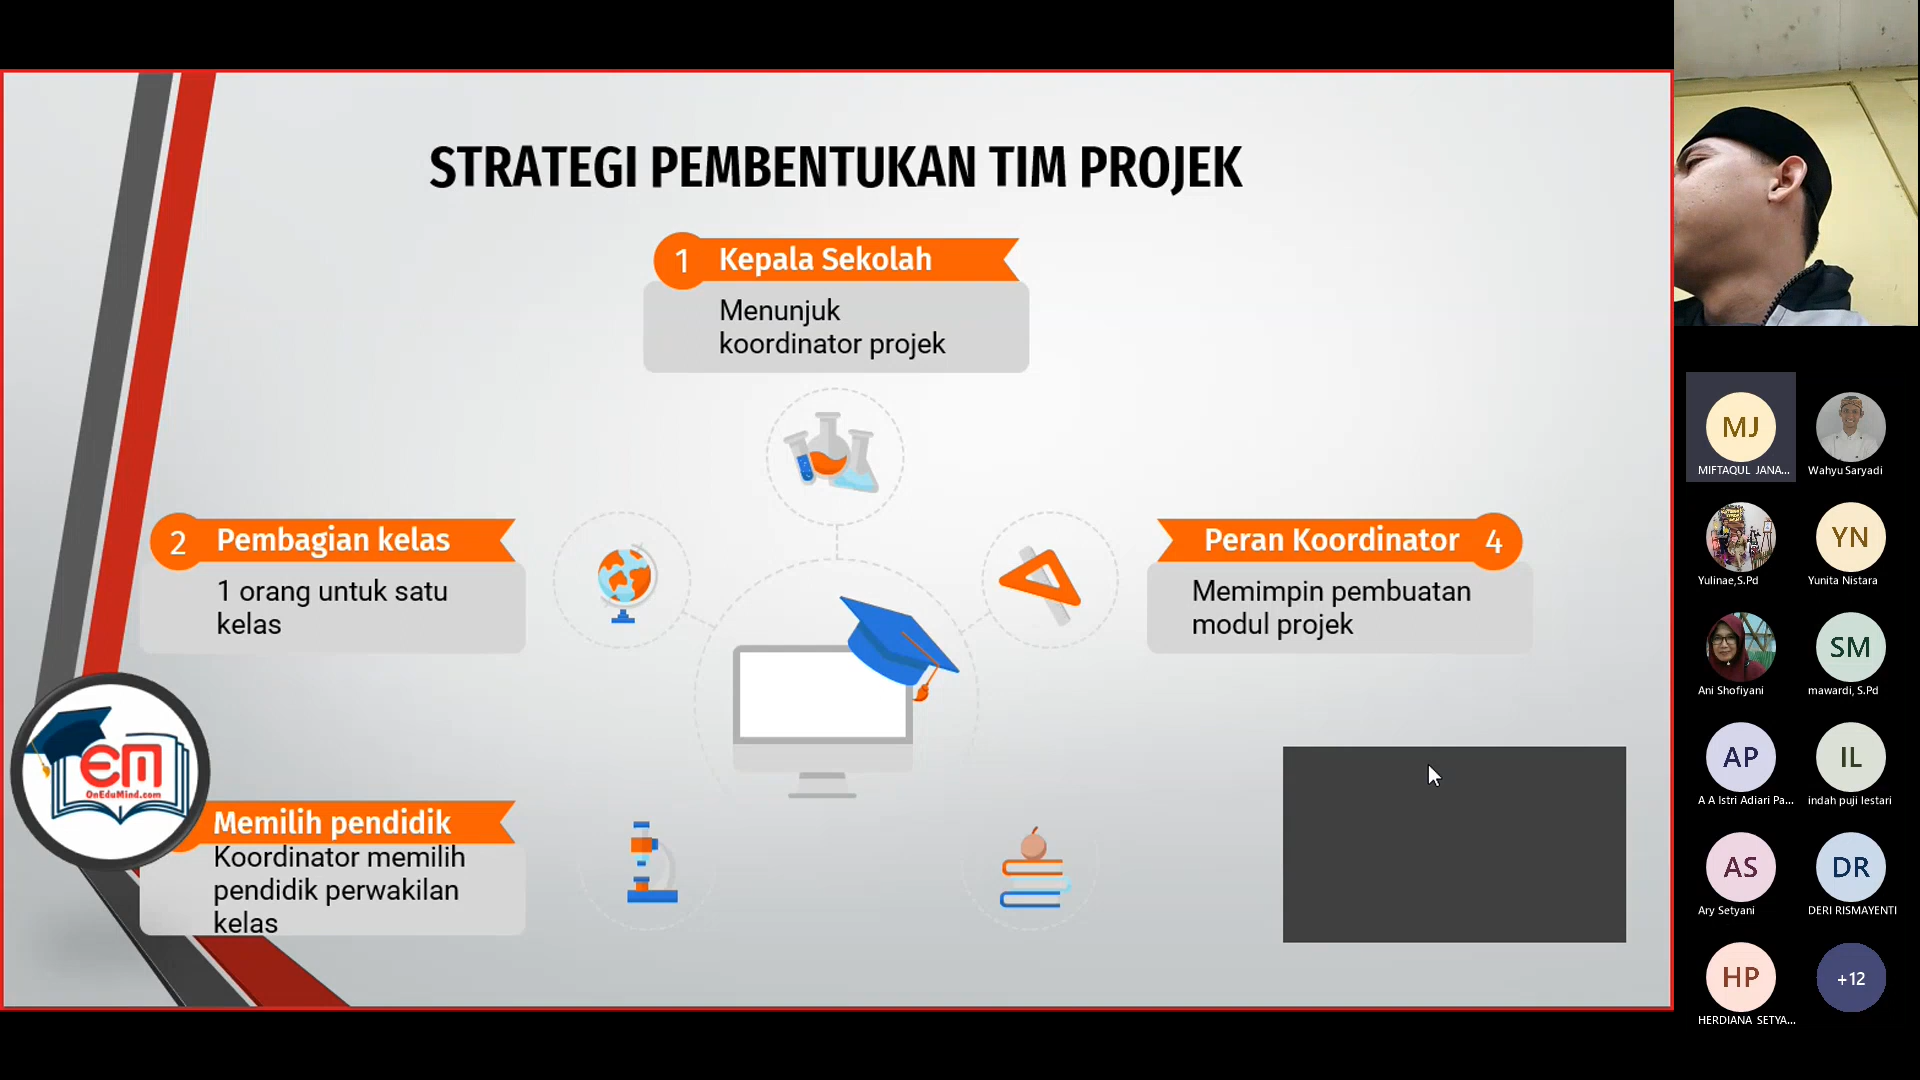 STRATEGI PEMBENTUKAN TIM PROJEK
1 Kepala Sekolah
Menunjuk
koordinator projek
2 Pembagian kelas
1 orang untuk satu
kelas
Peran Koordinator 4
Memimpin pembuatan
modul projek
EM
OnEduMind.com
Memilih pendidik
Koordinator memilih
pendidik perwakilan
kelas
MJ
MIFTAQUL JANA...
Wahyu Saryadi
Yulinae,S.Pd
YN
Yunita Nistara
Ani Shofiyani
SM
mawardi, S.Pd
AP
A A Istri Adiari Pa...
IL
indah puji lestari
AS
Ary Setyani
DR
DERI RISMAYENTI
HP
HERDIANA SETYA...
+12